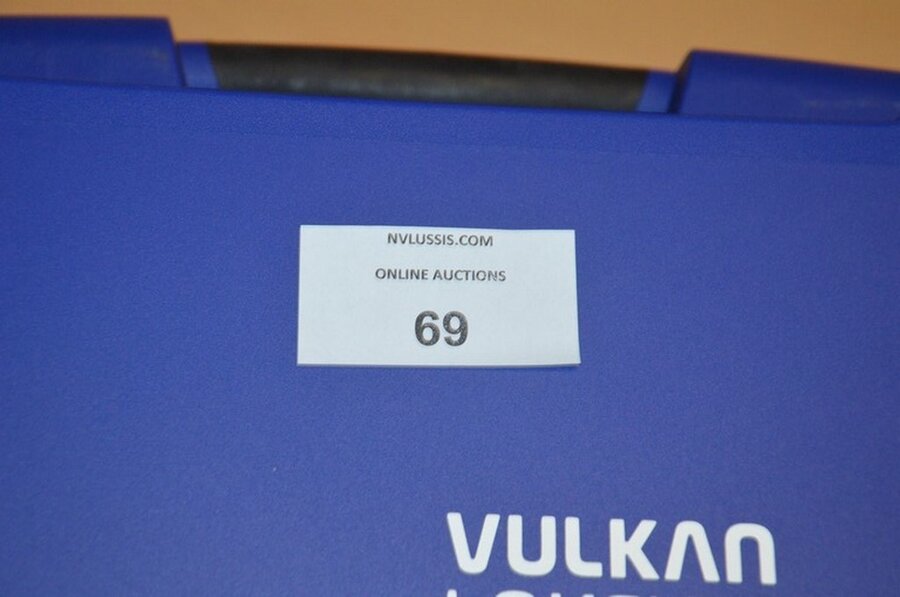 NVLUSSIS.COM
ONLINE AUCTIONS
69
VULKAN